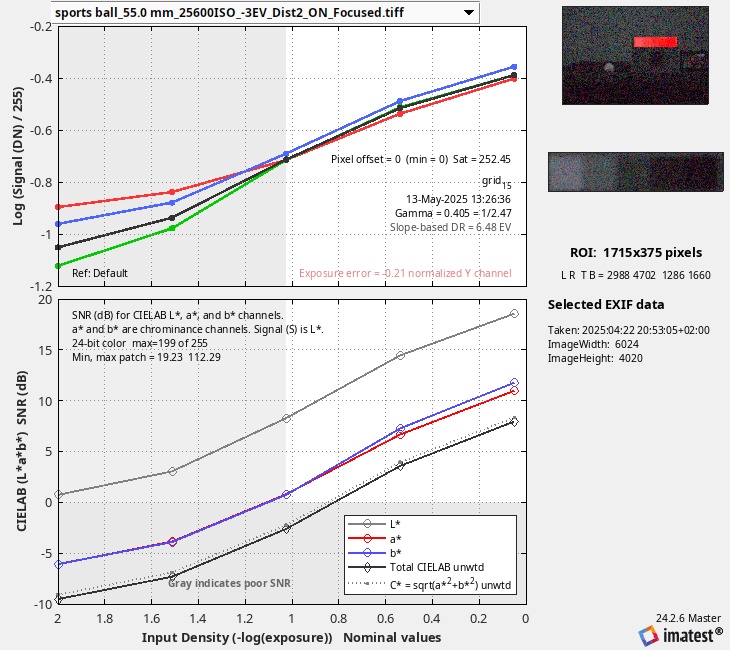 sports ball_55.0 mm_25600ISO_-3EV_Dist2_ON_Focused.tiff
-0.2
-0.4
-0.6
-0.8
-1
-1.2
Log (Signal (DN) / 255)
Pixel offset = 0 (min = 0) Sat = 252.45
grid_15
13-May-2025 13:26:36
Gamma = 0.405 = 1/2.47
Slope-based DR = 6.48 EV
Ref: Default
Exposure error = -0.21 normalized Y channel
ROI: 1715x375 pixels
L R T B = 2988 4702 1286 1660
Selected EXIF data
Taken: 2025:04:22 20:53:05+02:00
ImageWidth: 6024
ImageHeight: 4020
20
15
10
5
0
-5
-10
CIELAB (L*a*b*) SNR (dB)
SNR (dB) for CIELAB L*, a*, and b* channels.
a* and b* are chrominance channels. Signal (S) is L*.
24-bit color max=199 of 255
Min, max patch = 19.23 112.29
L*
a*
b*
Total CIELAB unwtd
C* = sqrt(a*²+b*²) unwtd
Gray indicates poor SNR
2 1.8 1.6 1.4 1.2 1 0.8 0.6 0.4 0.2 0
Input Density (-log(exposure)) Nominal values
24.2.6 Master
imatest®